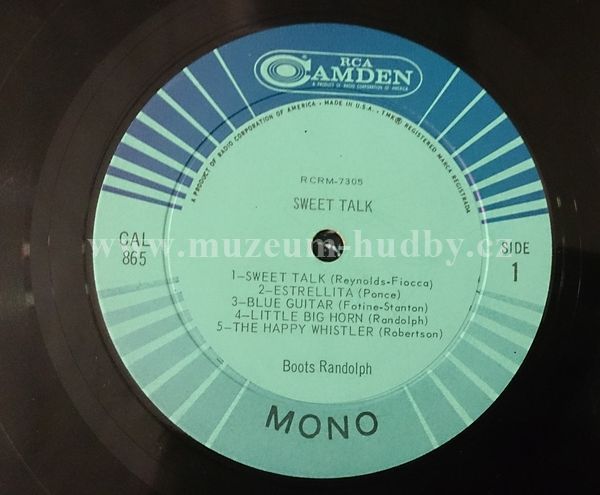 RCA
CAMDEN
A PRODUCT OF RADIO CORPORATION OF AMERICA
A PRODUCT OF RADIO CORPORATION OF AMERICA • MADE IN U.S.A. • TMK(S)® REGISTERED MARCA REGISTRADA
RCRM-7305
SWEET TALK
CAL
865
SIDE
1
www.muzeum-hudby.cz
1–SWEET TALK (Reynolds-Fiocca)
2–ESTRELLITA (Ponce)
3–BLUE GUITAR (Fotine-Stanton)
4–LITTLE BIG HORN (Randolph)
5–THE HAPPY WHISTLER (Robertson)
Boots Randolph
MONO